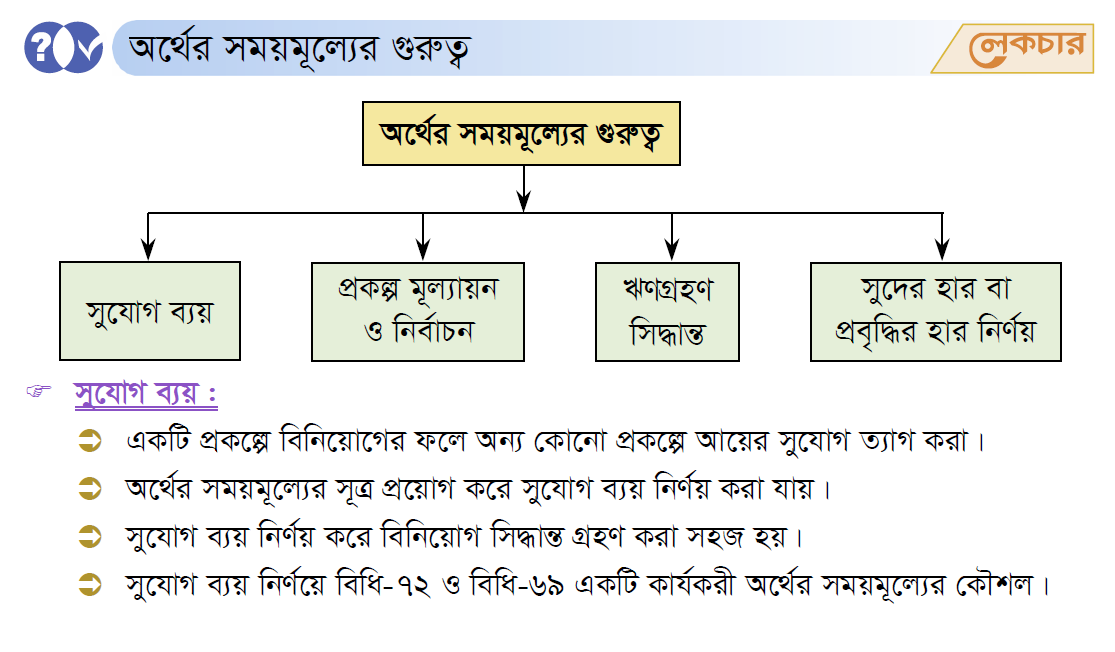 অর্থের সময়মূল্যের গুরুত্ব
লেকচার
অর্থের সময়মূল্যের গুরুত্ব
সুযোগ ব্যয়
প্রকল্প মূল্যায়ন
ও নির্বাচন
ঋণগ্রহণ
সিদ্ধান্ত
সুদের হার বা
প্রবৃদ্ধির হার নির্ণয়
সুযোগ ব্যয় :
একটি প্রকল্পে বিনিয়োগের ফলে অন্য কোনো প্রকল্পে আয়ের সুযোগ ত্যাগ করা।
অর্থের সময়মূল্যের সূত্র প্রয়োগ করে সুযোগ ব্যয় নির্ণয় করা যায়।
সুযোগ ব্যয় নির্ণয় করে বিনিয়োগ সিদ্ধান্ত গ্রহণ করা সহজ হয়।
সুযোগ ব্যয় নির্ণয়ে বিধি-৭২ ও বিধি-৬৯ একটি কার্যকরী অর্থের সময়মূল্যের কৌশল।